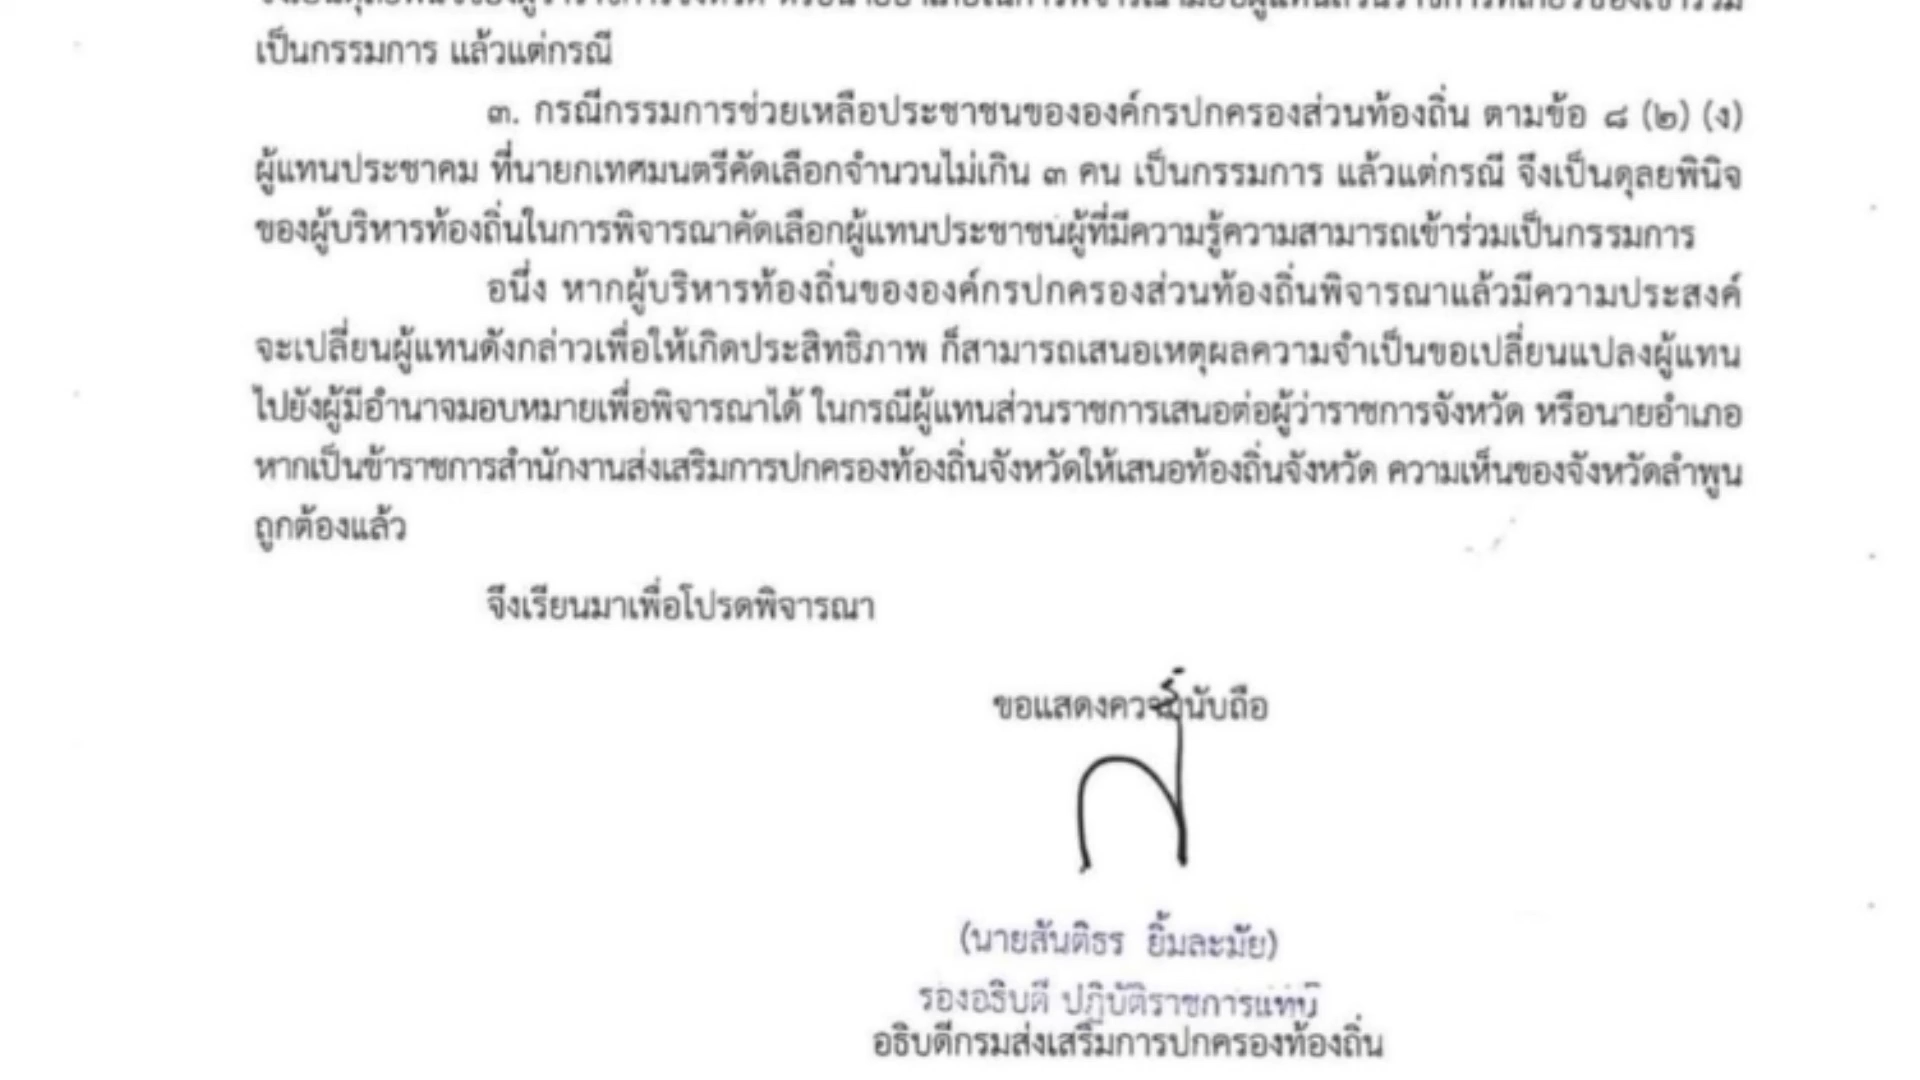 เป็นกรรมการ แล้วแต่กรณี
๓. กรณีกรรมการช่วยเหลือประชาชนขององค์กรปกครองส่วนท้องถิ่น ตามข้อ ๘ (๒) (ง)
ผู้แทนประชาคม ที่นายกเทศมนตรีคัดเลือกจำนวนไม่เกิน ๓ คน เป็นกรรมการ แล้วแต่กรณี จึงเป็นดุลยพินิจ
ของผู้บริหารท้องถิ่นในการพิจารณาคัดเลือกผู้แทนประชาชนผู้ที่มีความรู้ความสามารถเข้าร่วมเป็นกรรมการ
อนึ่ง หากผู้บริหารท้องถิ่นขององค์กรปกครองส่วนท้องถิ่นพิจารณาแล้วมีความประสงค์
จะเปลี่ยนผู้แทนดังกล่าวเพื่อให้เกิดประสิทธิภาพ ก็สามารถเสนอเหตุผลความจำเป็นขอเปลี่ยนแปลงผู้แทน
ไปยังผู้มีอำนาจมอบหมายเพื่อพิจารณาได้ ในกรณีผู้แทนส่วนราชการเสนอต่อผู้ว่าราชการจังหวัด หรือนายอำเภอ
หากเป็นข้าราชการสำนักงานส่งเสริมการปกครองท้องถิ่นจังหวัดให้เสนอท้องถิ่นจังหวัด ความเห็นของจังหวัดลำพูน
ถูกต้องแล้ว
จึงเรียนมาเพื่อโปรดพิจารณา
ขอแสดงความนับถือ
(นายสันติธร ยิ้มละมัย)
รองอธิบดี ปฏิบัติราชการแทน
อธิบดีกรมส่งเสริมการปกครองท้องถิ่น